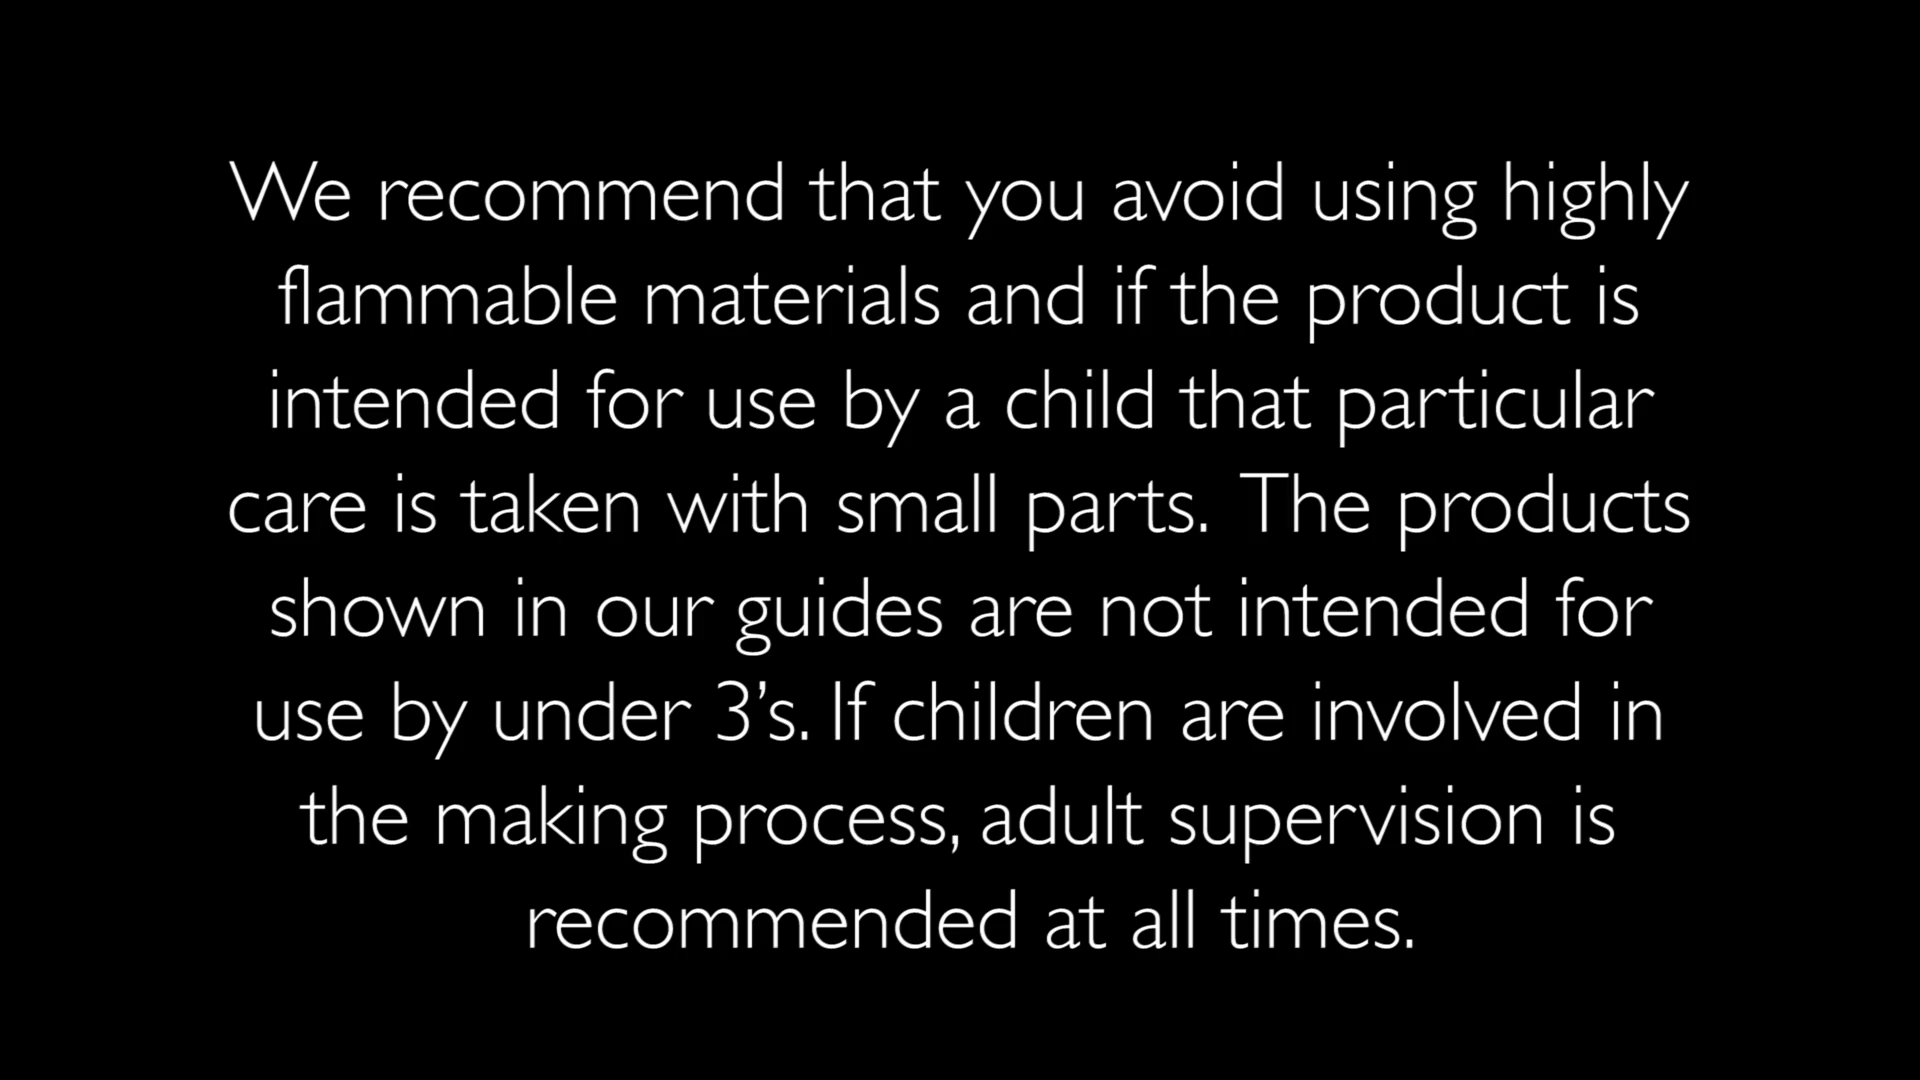 We recommend that you avoid using highly
flammable materials and if the product is
intended for use by a child that particular
care is taken with small parts. The products
shown in our guides are not intended for
use by under 3’s. If children are involved in
the making process, adult supervision is
recommended at all times.